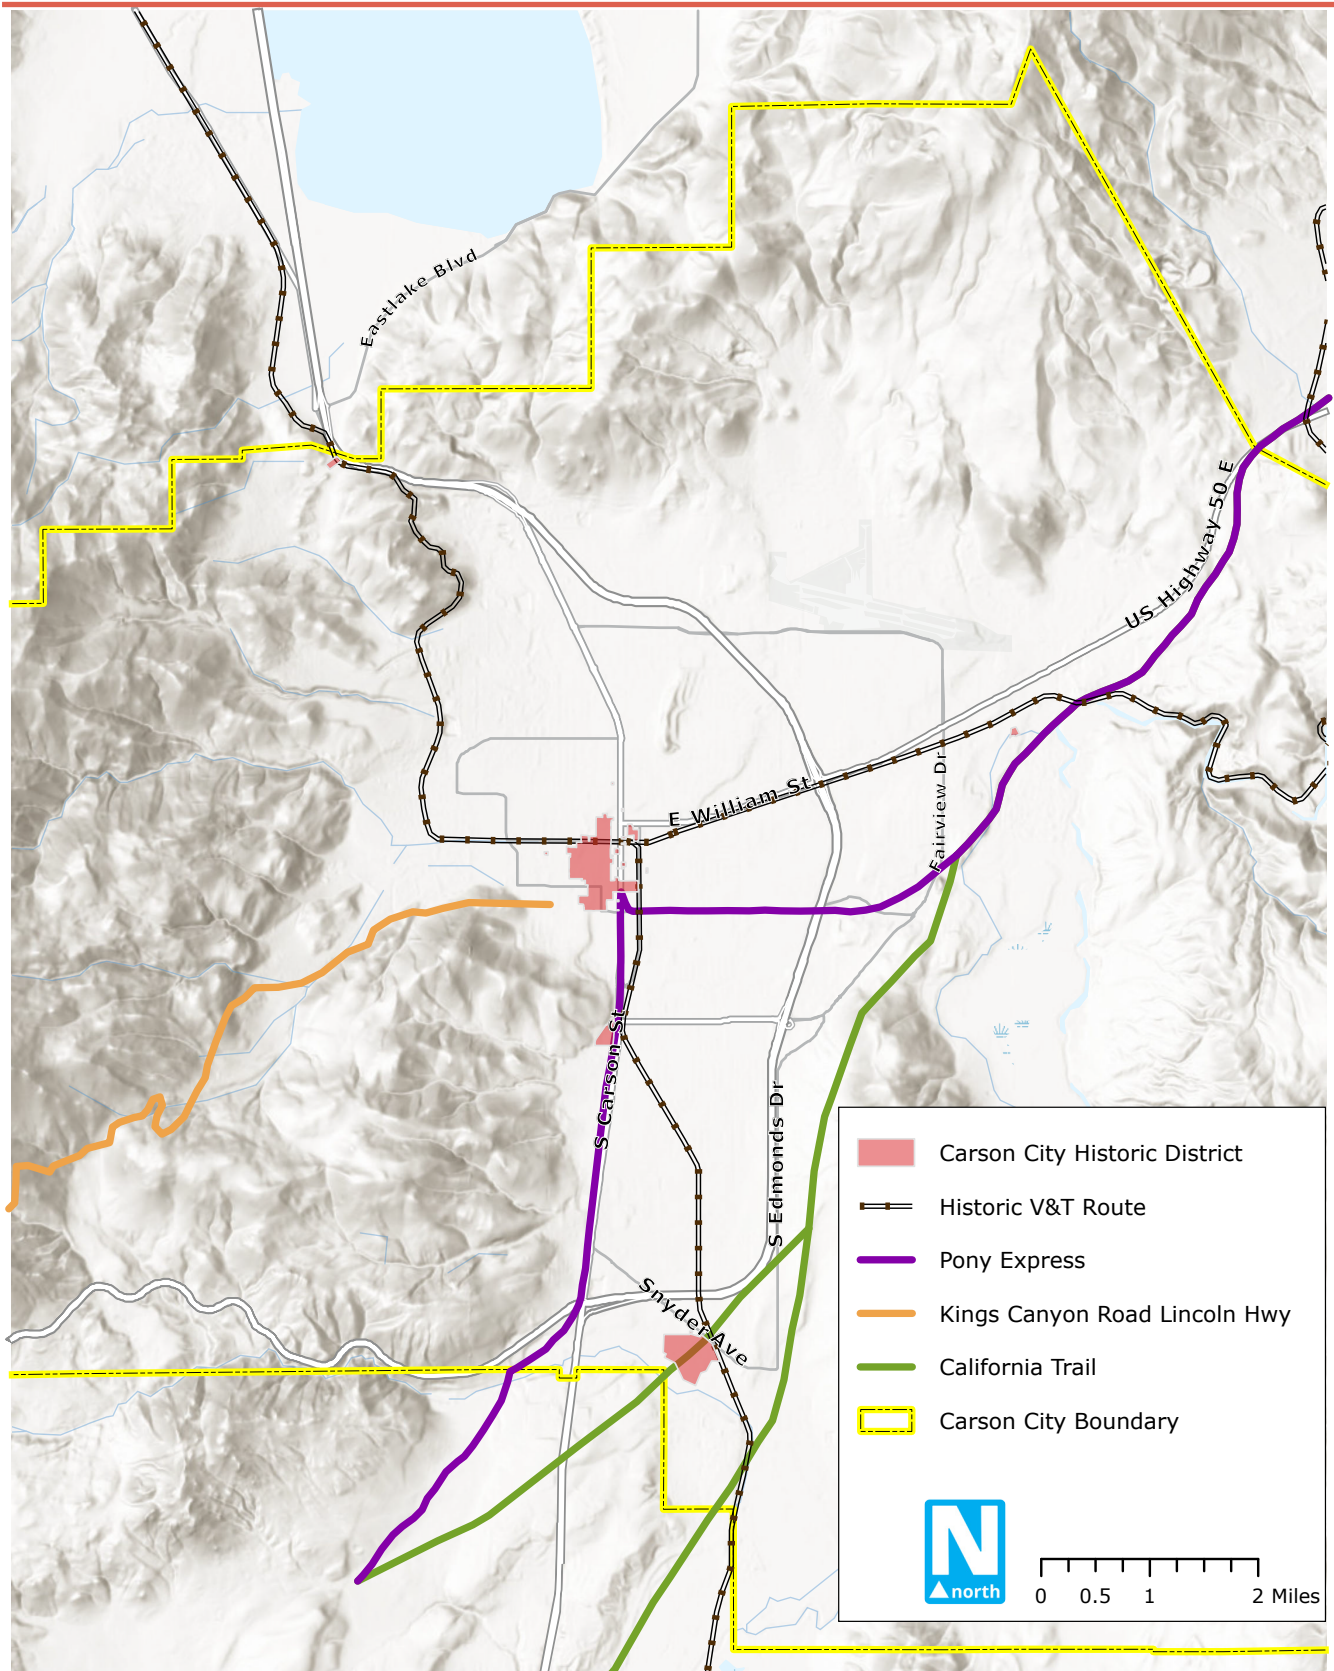 Eastlake Blvd
US Highway 50 E
E William St
Fairview Dr
S Carson St
S Edmonds Dr
Snyder Ave
Carson City Historic District
Historic V&T Route
Pony Express
Kings Canyon Road Lincoln Hwy
California Trail
Carson City Boundary
N
north
0 0.5 1 2 Miles